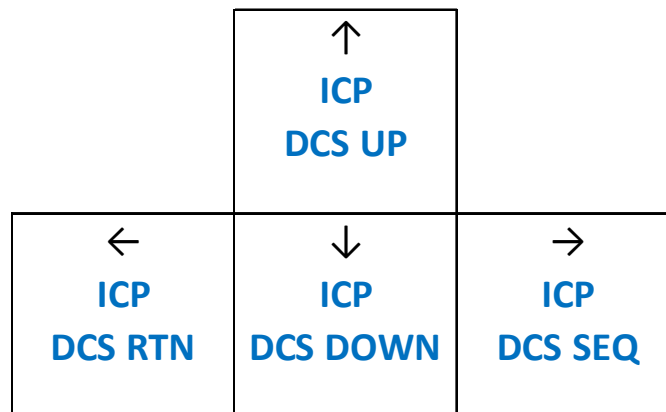 ↑
ICP
DCS UP
← ↓ →
ICP ICP ICP
DCS RTN DCS DOWN DCS SEQ